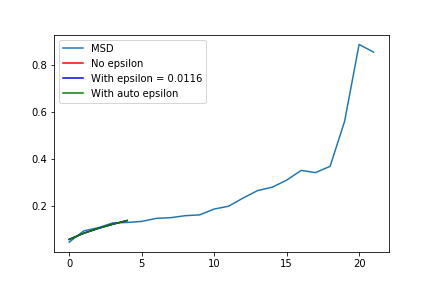 MSD
No epsilon
With epsilon = 0.0116
With auto epsilon
0.8
0.6
0.4
0.2
0 5 10 15 20